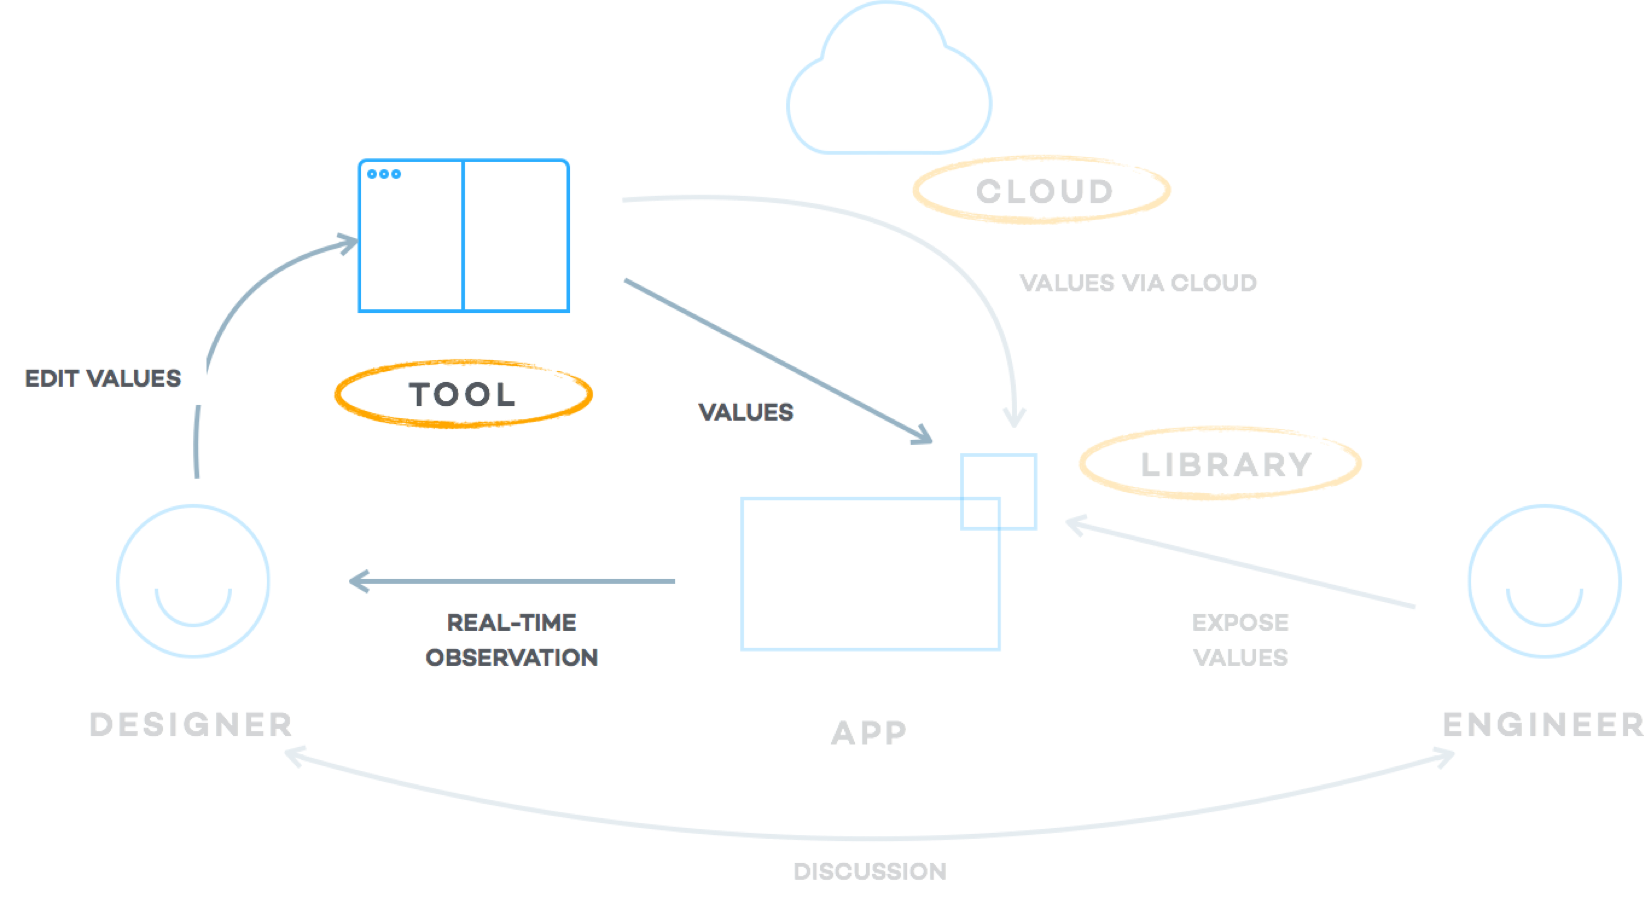 CLOUD
VALUES VIA CLOUD
EDIT VALUES
TOOL
VALUES
LIBRARY
REAL-TIME
OBSERVATION
EXPOSE
VALUES
DESIGNER
APP
ENGINEER
DISCUSSION